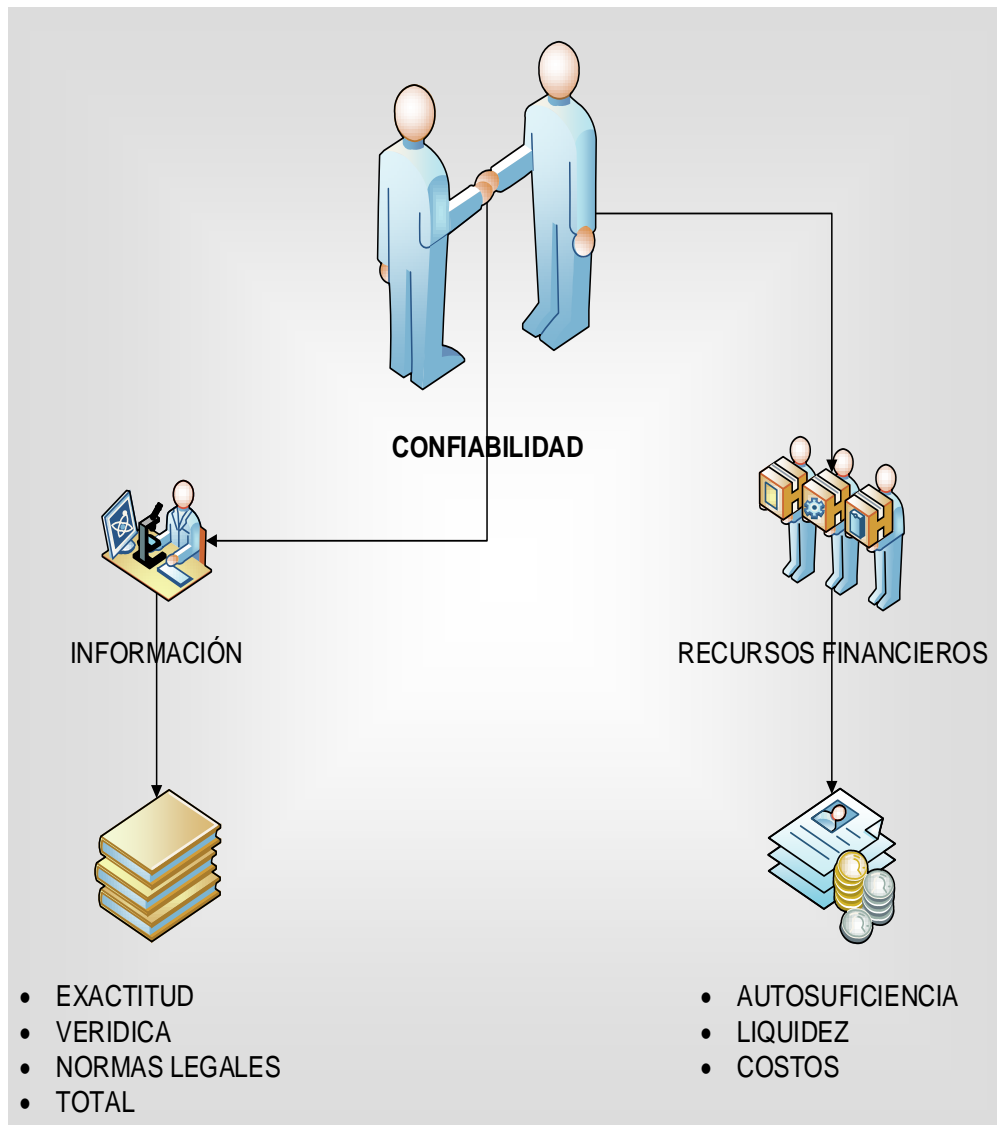 CONFIABILIDAD
INFORMACIÓN
RECURSOS FINANCIEROS
• EXACTITUD
• VERIDICA
• NORMAS LEGALES
• TOTAL
• AUTOSUFICIENCIA
• LIQUIDEZ
• COSTOS